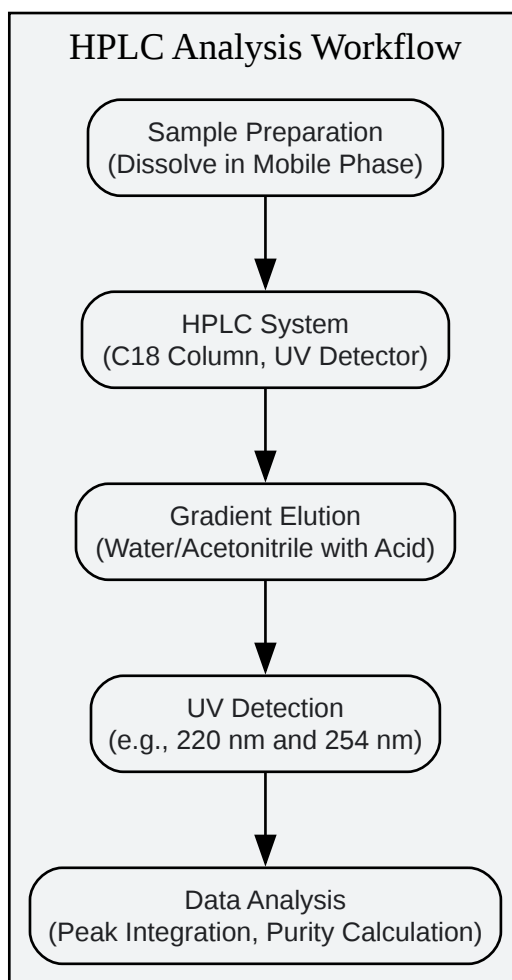 HPLC Analysis Workflow
Sample Preparation
(Dissolve in Mobile Phase)
HPLC System
(C18 Column, UV Detector)
Gradient Elution
(Water/Acetonitrile with Acid)
UV Detection
(e.g., 220 nm and 254 nm)
Data Analysis
(Peak Integration, Purity Calculation)